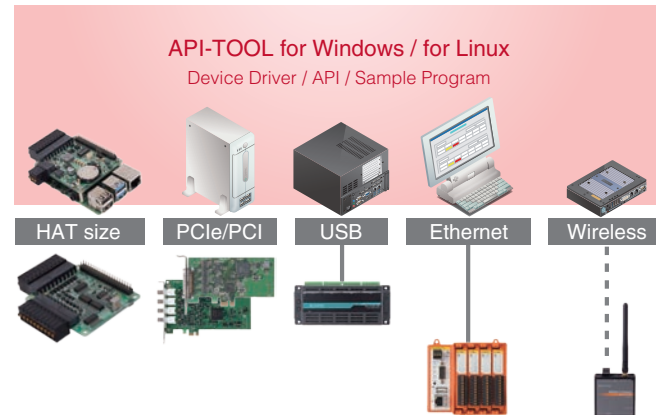 API-TOOL for Windows / for Linux
Device Driver / API / Sample Program
HAT size
PCIe/PCI
USB
Ethernet
Wireless